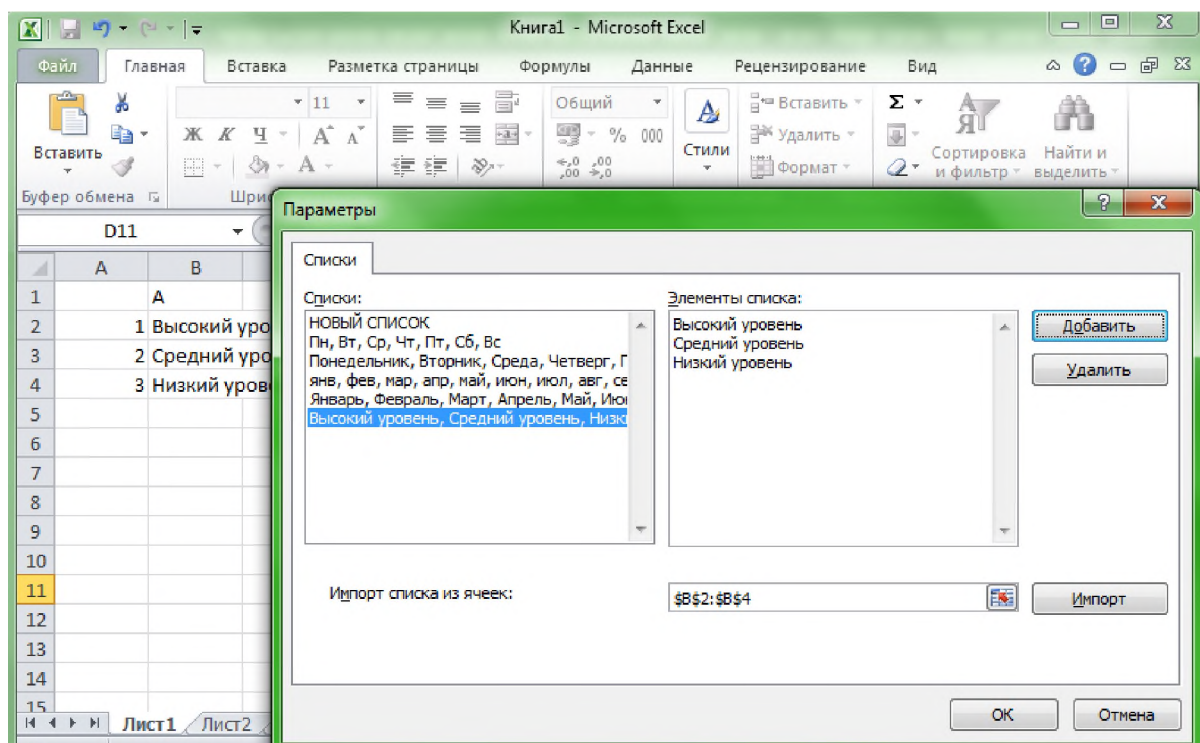 Книга1 - Microsoft Excel
Файл Главная Вставка Разметка страницы Формулы Данные Рецензирование Вид
Вставить
Буфер обмена
11
Ж К Ч
А А
А
Общий
% 000
Стили
Вставить
Удалить
Формат
Σ
Сортировка и фильтр
Найти и выделить
D11
Параметры
Списки
Списки:
НОВЫЙ СПИСОК
Пн, Вт, Ср, Чт, Пт, Сб, Вс
Понедельник, Вторник, Среда, Четверг,
янв, фев, мар, апр, май, июн, июл, авг,
Январь, Февраль, Март, Апрель, Май,
Высокий уровень, Средний уровень,
Элементы списка:
Высокий уровень
Средний уровень
Низкий уровень
Добавить
Удалить
Импорт списка из ячеек:
$B$2:$B$4
Импорт
ОК
Отмена
A B
1 А
2 1 Высокий уро
3 2 Средний уро
4 3 Низкий уров
5
6
7
8
9
10
11
12
13
14
15
Лист1 Лист2